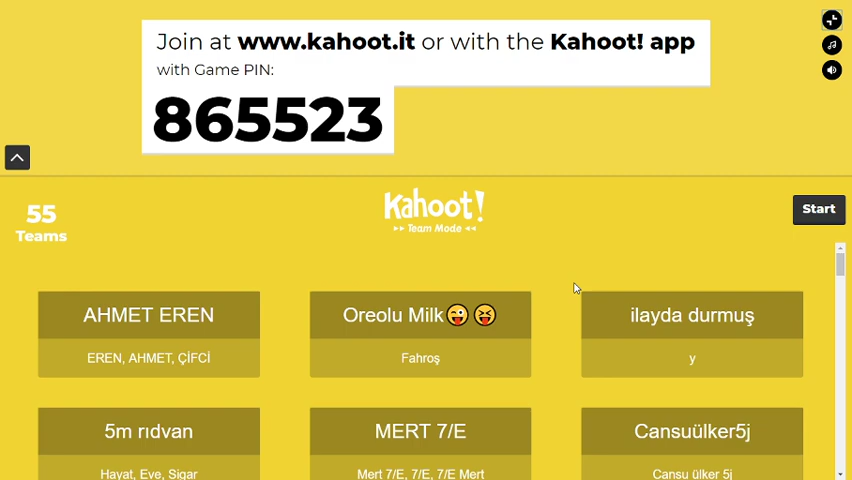 Join at www.kahoot.it or with the Kahoot! app
with Game PIN:
865523
55
Teams
Kahoot!
Team Mode
Start
AHMET EREN
EREN, AHMET, ÇİFCİ
Oreolu Milk😜😝
Fahroş
ilayda durmuş
y
5m rıdvan
Hayat, Eve, Sigar
MERT 7/E
Mert 7/E, 7/E, 7/E Mert
Cansuülker5j
Cansu ülker 5j